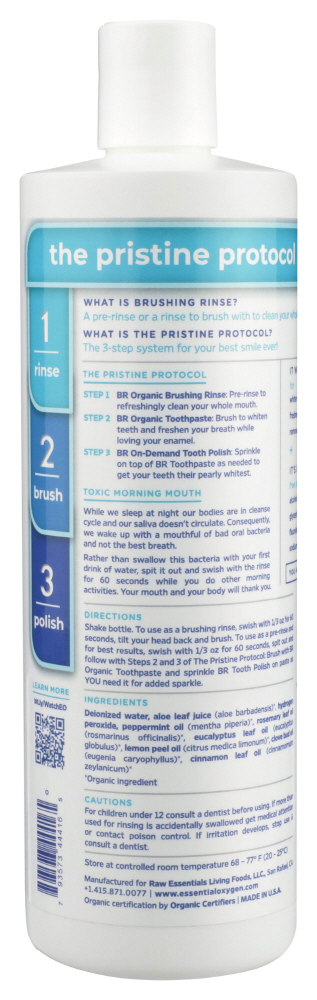 the pristine protocol
1
rinse
2
brush
3
polish
WHAT IS BRUSHING RINSE?
A pre-rinse or a rinse to brush with to clean your
WHAT IS THE PRISTINE PROTOCOL?
The 3-step system for your best smile ever!
THE PRISTINE PROTOCOL
STEP 1 BR Organic Brushing Rinse: Pre-rinse to
refreshingly clean your whole mouth.
STEP 2 BR Organic Toothpaste: Brush to whiten
teeth and freshen your breath while
loving your enamel.
STEP 3 BR On-Demand Tooth Polish: Sprinkle
on top of BR Toothpaste as needed to
get your teeth their pearly whitest.
TOXIC MORNING MOUTH
While we sleep at night our bodies are in cleanse
cycle and our saliva doesn't circulate. Consequently,
we wake up with a mouthful of bad oral bacteria
and not the best breath.
Rather than swallow this bacteria with your first
drink of water, spit it out and swish with the rinse
for 60 seconds while you do other morning
activities. Your mouth and your body will thank you.
DIRECTIONS
Shake bottle. To use as a brushing rinse, swish with 1/3 oz for 60
seconds, tilt your head back and brush. To use as a pre-rinse and
for best results, swish with 1/3 oz for 60 seconds, spit out and
follow with Steps 2 and 3 of The Pristine Protocol: Brush with BR
Organic Toothpaste and sprinkle BR Tooth Polish on paste as
YOU need it for added sparkle.
LEARN MORE
bit.ly/WatchEO
INGREDIENTS
Deionized water, aloe leaf juice (aloe barbadensis)*, hydrogen
peroxide, peppermint oil (mentha piperita)*, rosemary leaf oil
(rosmarinus officinalis)*, eucalyptus leaf oil (eucalyptus
globulus)*, lemon peel oil (citrus medica limonum)*, clove bud oil
(eugenia caryophyllus)*, cinnamon leaf oil (cinnamomum
zeylanicum)*
*Organic ingredient
CAUTIONS
For children under 12 consult a dentist before using. If more than
used for rinsing is accidentally swallowed get medical attention
or contact poison control. If irritation develops, stop use &
consult a dentist.
Store at controlled room temperature 68 - 77° F (20 - 25°C)
Manufactured for Raw Essentials Living Foods, LLC, San Rafael, CA
+1.415.871.0077 | www.essentialoxygen.com
Organic certification by Organic Certifiers | MADE IN U.S.A.
7 93573 44416 8